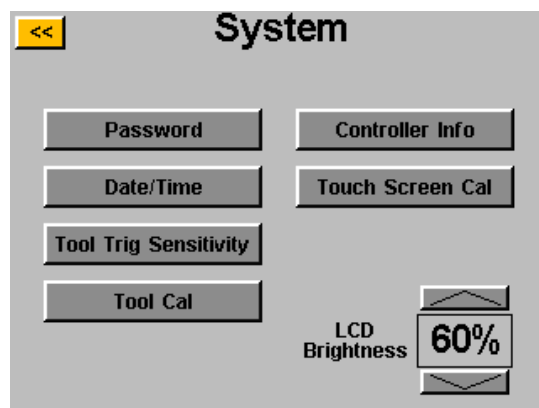 <<
System
Password
Controller Info
Date/Time
Touch Screen Cal
Tool Trig Sensitivity
Tool Cal
LCD
Brightness
60%